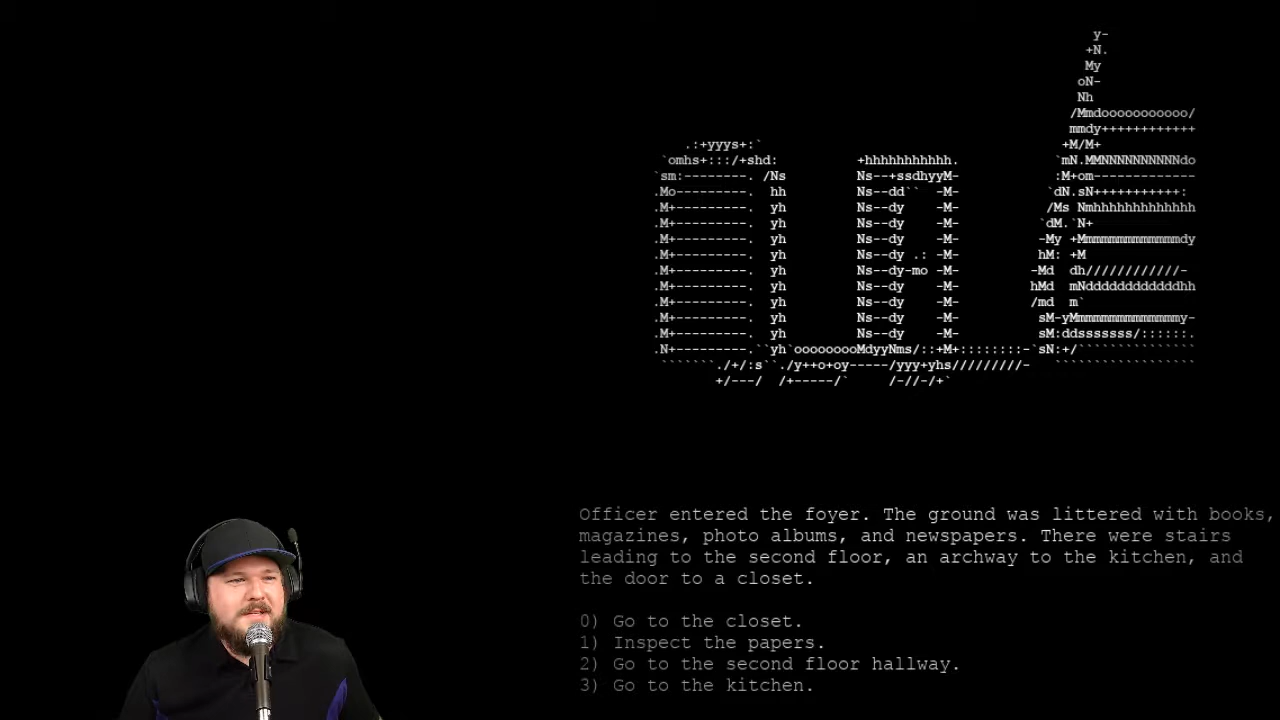 Officer entered the foyer. The ground was littered with books,
magazines, photo albums, and newspapers. There were stairs
leading to the second floor, an archway to the kitchen, and
the door to a closet.
0) Go to the closet.
1) Inspect the papers.
2) Go to the second floor hallway.
3) Go to the kitchen.